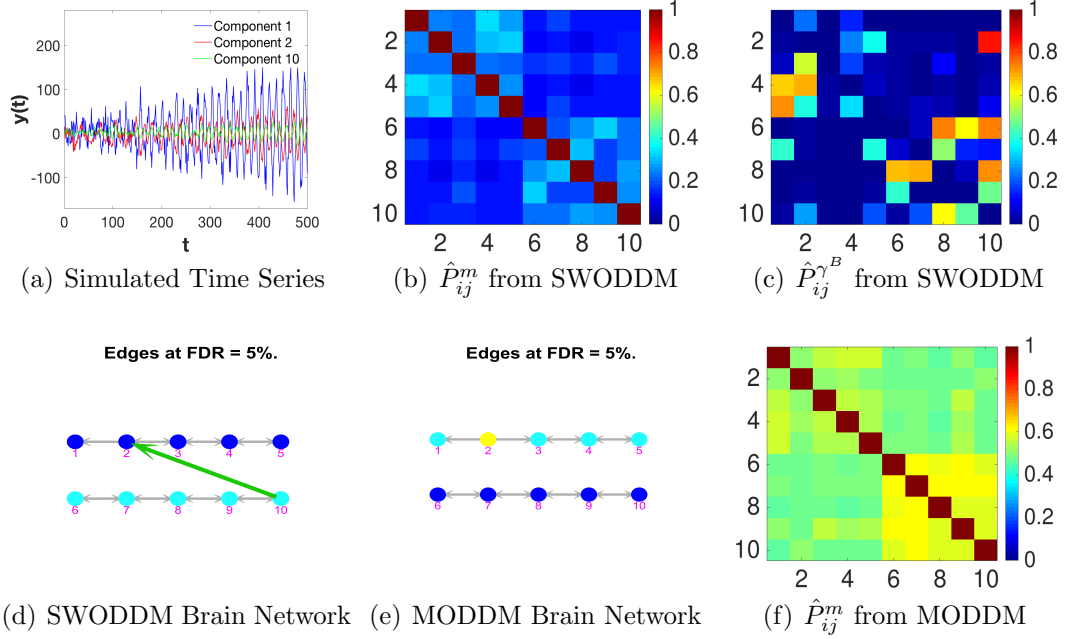 Component 1
Component 2
Component 10
200
100
0
-100
y(t)
0 100 200 300 400 500
t
2
4
6
8
10
2 4 6 8 10
1
0.8
0.6
0.4
0.2
0
2
4
6
8
10
2 4 6 8 10
1
0.8
0.6
0.4
0.2
0
(a) Simulated Time Series
(b) P̂ᵐᵢⱼ from SWODDM
(c) $\hat{P}_{ij}^{\gamma^B}$ from SWODDM
Edges at FDR = 5%.
1 2 3 4 5
6 7 8 9 10
Edges at FDR = 5%.
1 2 3 4 5
6 7 8 9 10
2
4
6
8
10
2 4 6 8 10
1
0.8
0.6
0.4
0.2
0
(d) SWODDM Brain Network
(e) MODDM Brain Network
(f) P̂ᵐᵢⱼ from MODDM